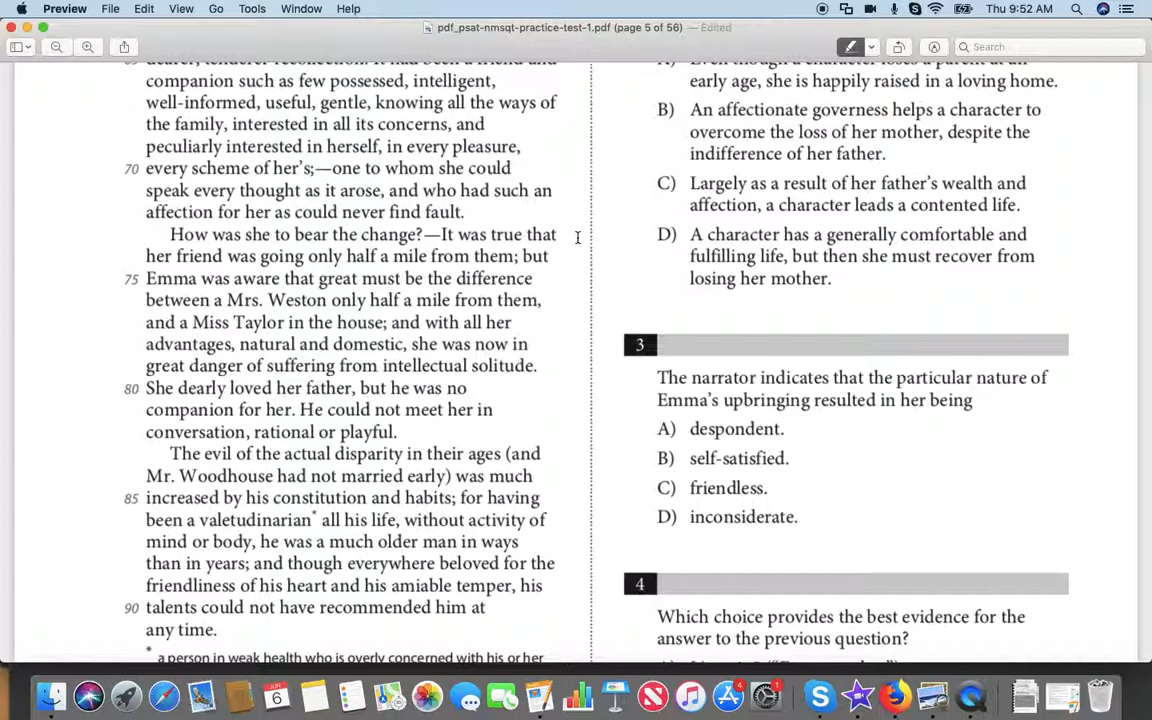 Preview File Edit View Go Tools Window Help
Thu 9:52 AM
pdf_psat-nmsqt-practice-test-1.pdf (page 5 of 56) — Edited
Search
companion such as few possessed, intelligent,
well-informed, useful, gentle, knowing all the ways of
the family, interested in all its concerns, and
peculiarly interested in herself, in every pleasure,
70 every scheme of her's;—one to whom she could
speak every thought as it arose, and who had such an
affection for her as could never find fault.
How was she to bear the change?—It was true that
her friend was going only half a mile from them; but
75 Emma was aware that great must be the difference
between a Mrs. Weston only half a mile from them,
and a Miss Taylor in the house; and with all her
advantages, natural and domestic, she was now in
great danger of suffering from intellectual solitude.
80 She dearly loved her father, but he was no
companion for her. He could not meet her in
conversation, rational or playful.
The evil of the actual disparity in their ages (and
Mr. Woodhouse had not married early) was much
85 increased by his constitution and habits; for having
been a valetudinarian* all his life, without activity of
mind or body, he was a much older man in ways
than in years; and though everywhere beloved for the
friendliness of his heart and his amiable temper, his
90 talents could not have recommended him at
any time.
* a person in weak health who is overly concerned with his or her
early age, she is happily raised in a loving home.
B) An affectionate governess helps a character to
overcome the loss of her mother, despite the
indifference of her father.
C) Largely as a result of her father's wealth and
affection, a character leads a contented life.
D) A character has a generally comfortable and
fulfilling life, but then she must recover from
losing her mother.
3
The narrator indicates that the particular nature of
Emma's upbringing resulted in her being
A) despondent.
B) self-satisfied.
C) friendless.
D) inconsiderate.
4
Which choice provides the best evidence for the
answer to the previous question?
JUN
6
4
1